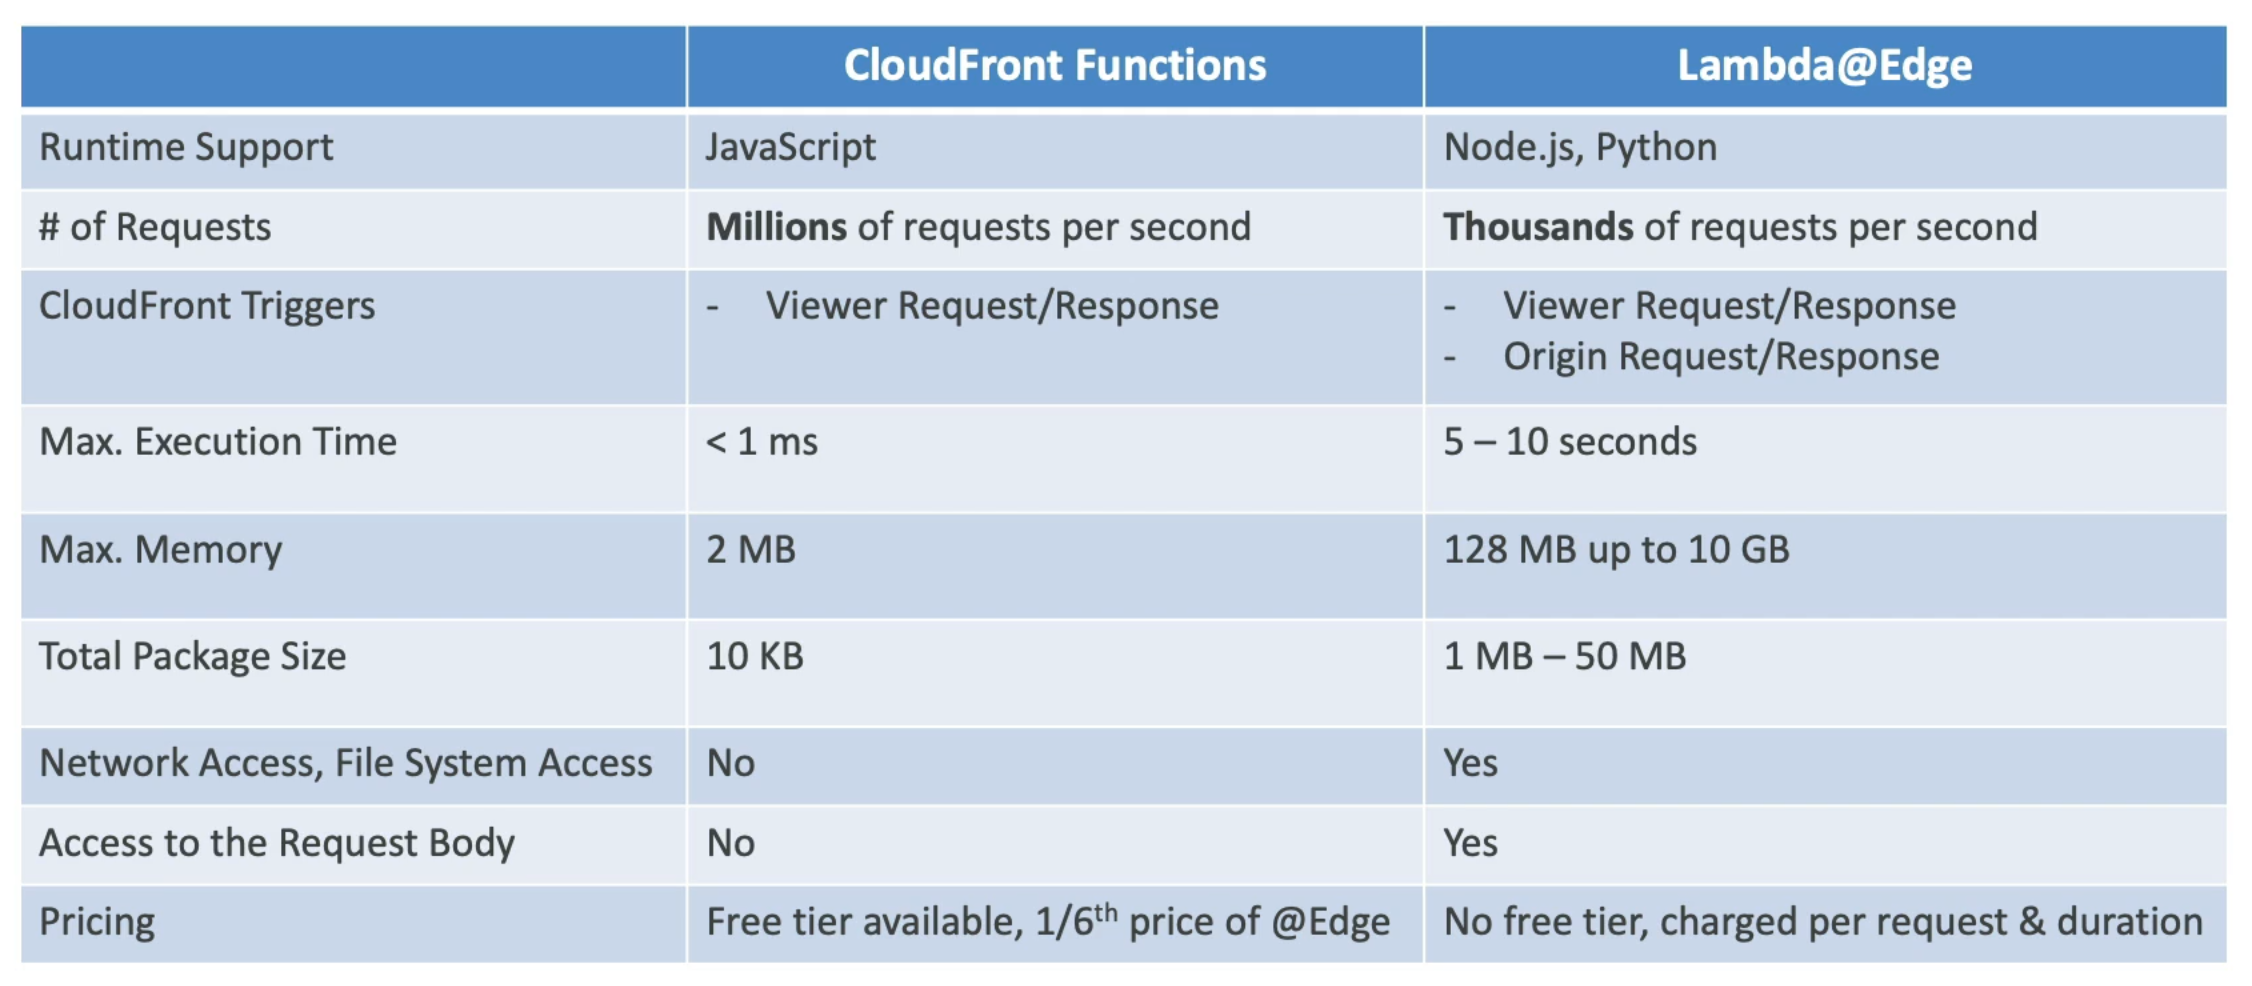 CloudFront Functions Lambda@Edge
Runtime Support JavaScript Node.js, Python
# of Requests Millions of requests per second Thousands of requests per second
CloudFront Triggers - Viewer Request/Response - Viewer Request/Response
- Origin Request/Response
Max. Execution Time < 1 ms 5 – 10 seconds
Max. Memory 2 MB 128 MB up to 10 GB
Total Package Size 10 KB 1 MB – 50 MB
Network Access, File System Access No Yes
Access to the Request Body No Yes
Pricing Free tier available, 1/6th price of @Edge No free tier, charged per request & duration